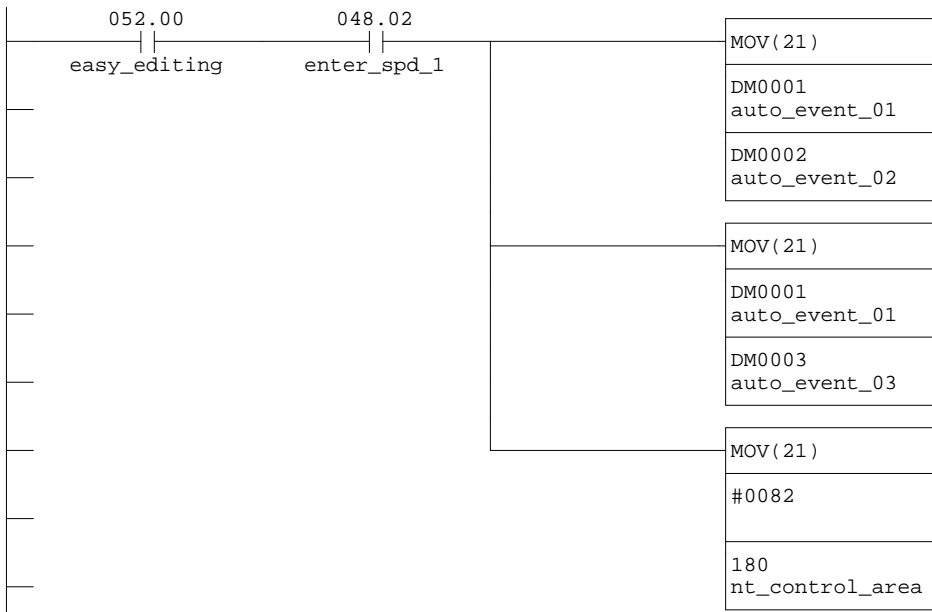 052.00 048.02
easy_editing enter_spd_1
MOV(21)
DM0001
auto_event_01
DM0002
auto_event_02
MOV(21)
DM0001
auto_event_01
DM0003
auto_event_03
MOV(21)
#0082
180
nt_control_area